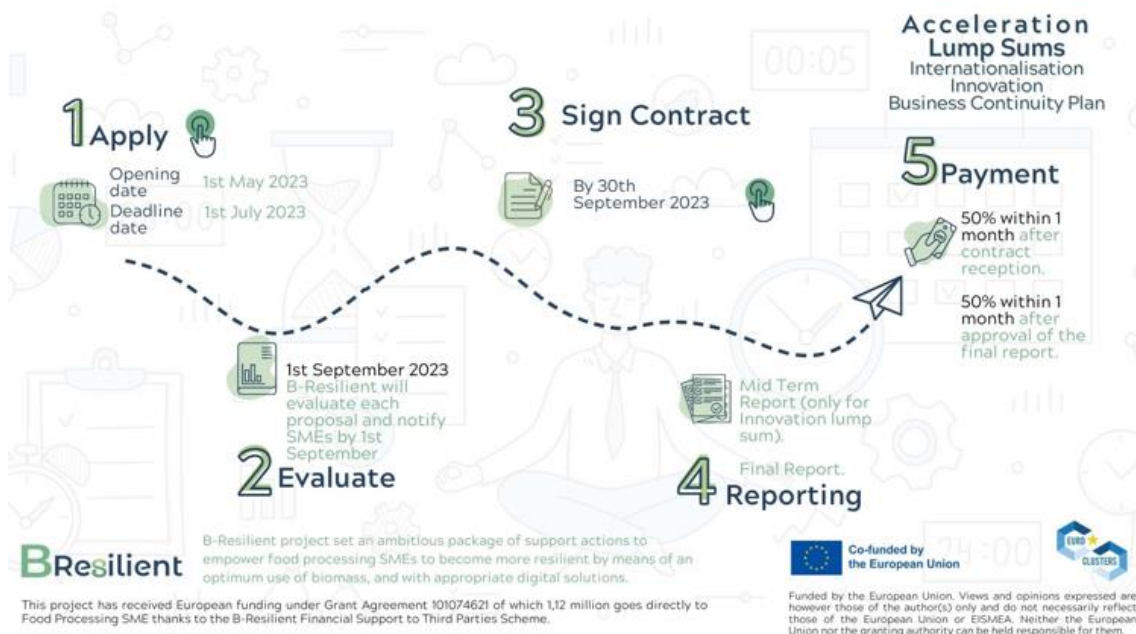 Acceleration
Lump Sums
Internationalisation
Innovation
Business Continuity Plan
1 Apply
Opening
date
1st May 2023
Deadline
date
1st July 2023
1st September 2023
B-Resilient will
evaluate each
proposal and notify
SMEs by 1st
September
2 Evaluate
3 Sign Contract
By 30th
September 2023
Mid Term
Report (only for
Innovation lump
sum).
Final Report.
4 Reporting
5 Payment
50% within 1
month after
contract
reception.
50% within 1
month after
approval of the
final report.
00:05
24:00
BResilient
B-Resilient project set an ambitious package of support actions to
empower food processing SMEs to become more resilient by means of an
optimum use of biomass, and with appropriate digital solutions.
This project has received European funding under Grant Agreement 101074621 of which 1,12 million goes directly to
Food Processing SME thanks to the B-Resilient Financial Support to Third Parties Scheme.
Co-funded by
the European Union
EURO
CLUSTERS
Funded by the European Union. Views and opinions expressed are
however those of the author(s) only and do not necessarily reflect
those of the European Union or EISMEA. Neither the European
Union nor the granting authority can be held responsible for them.